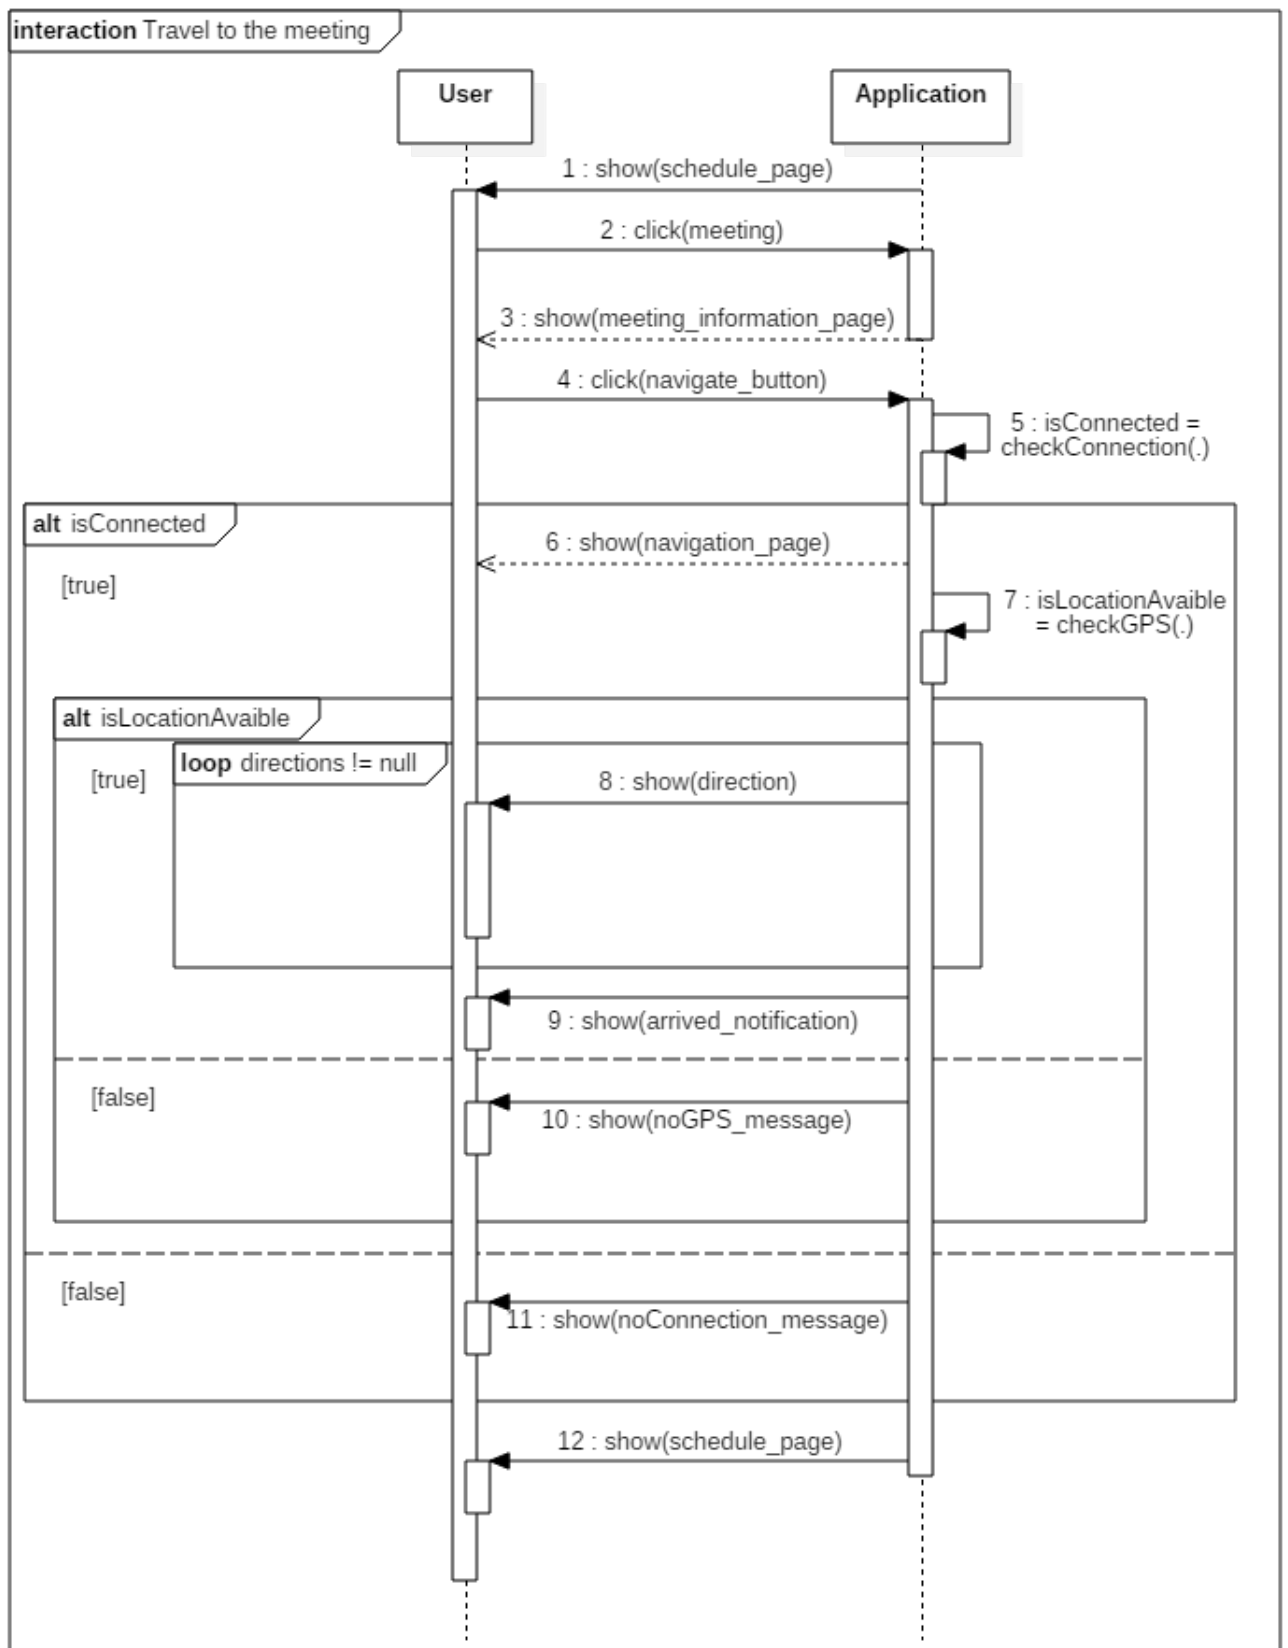 interaction Travel to the meeting
User
Application
1 : show(schedule_page)
2 : click(meeting)
3 : show(meeting_information_page)
4 : click(navigate_button)
5 : isConnected =
checkConnection(.)
alt isConnected
6 : show(navigation_page)
[true]
7 : isLocationAvaible
= checkGPS(.)
alt isLocationAvaible
loop directions != null
[true]
8 : show(direction)
9 : show(arrived_notification)
[false]
10 : show(noGPS_message)
[false]
11 : show(noConnection_message)
12 : show(schedule_page)